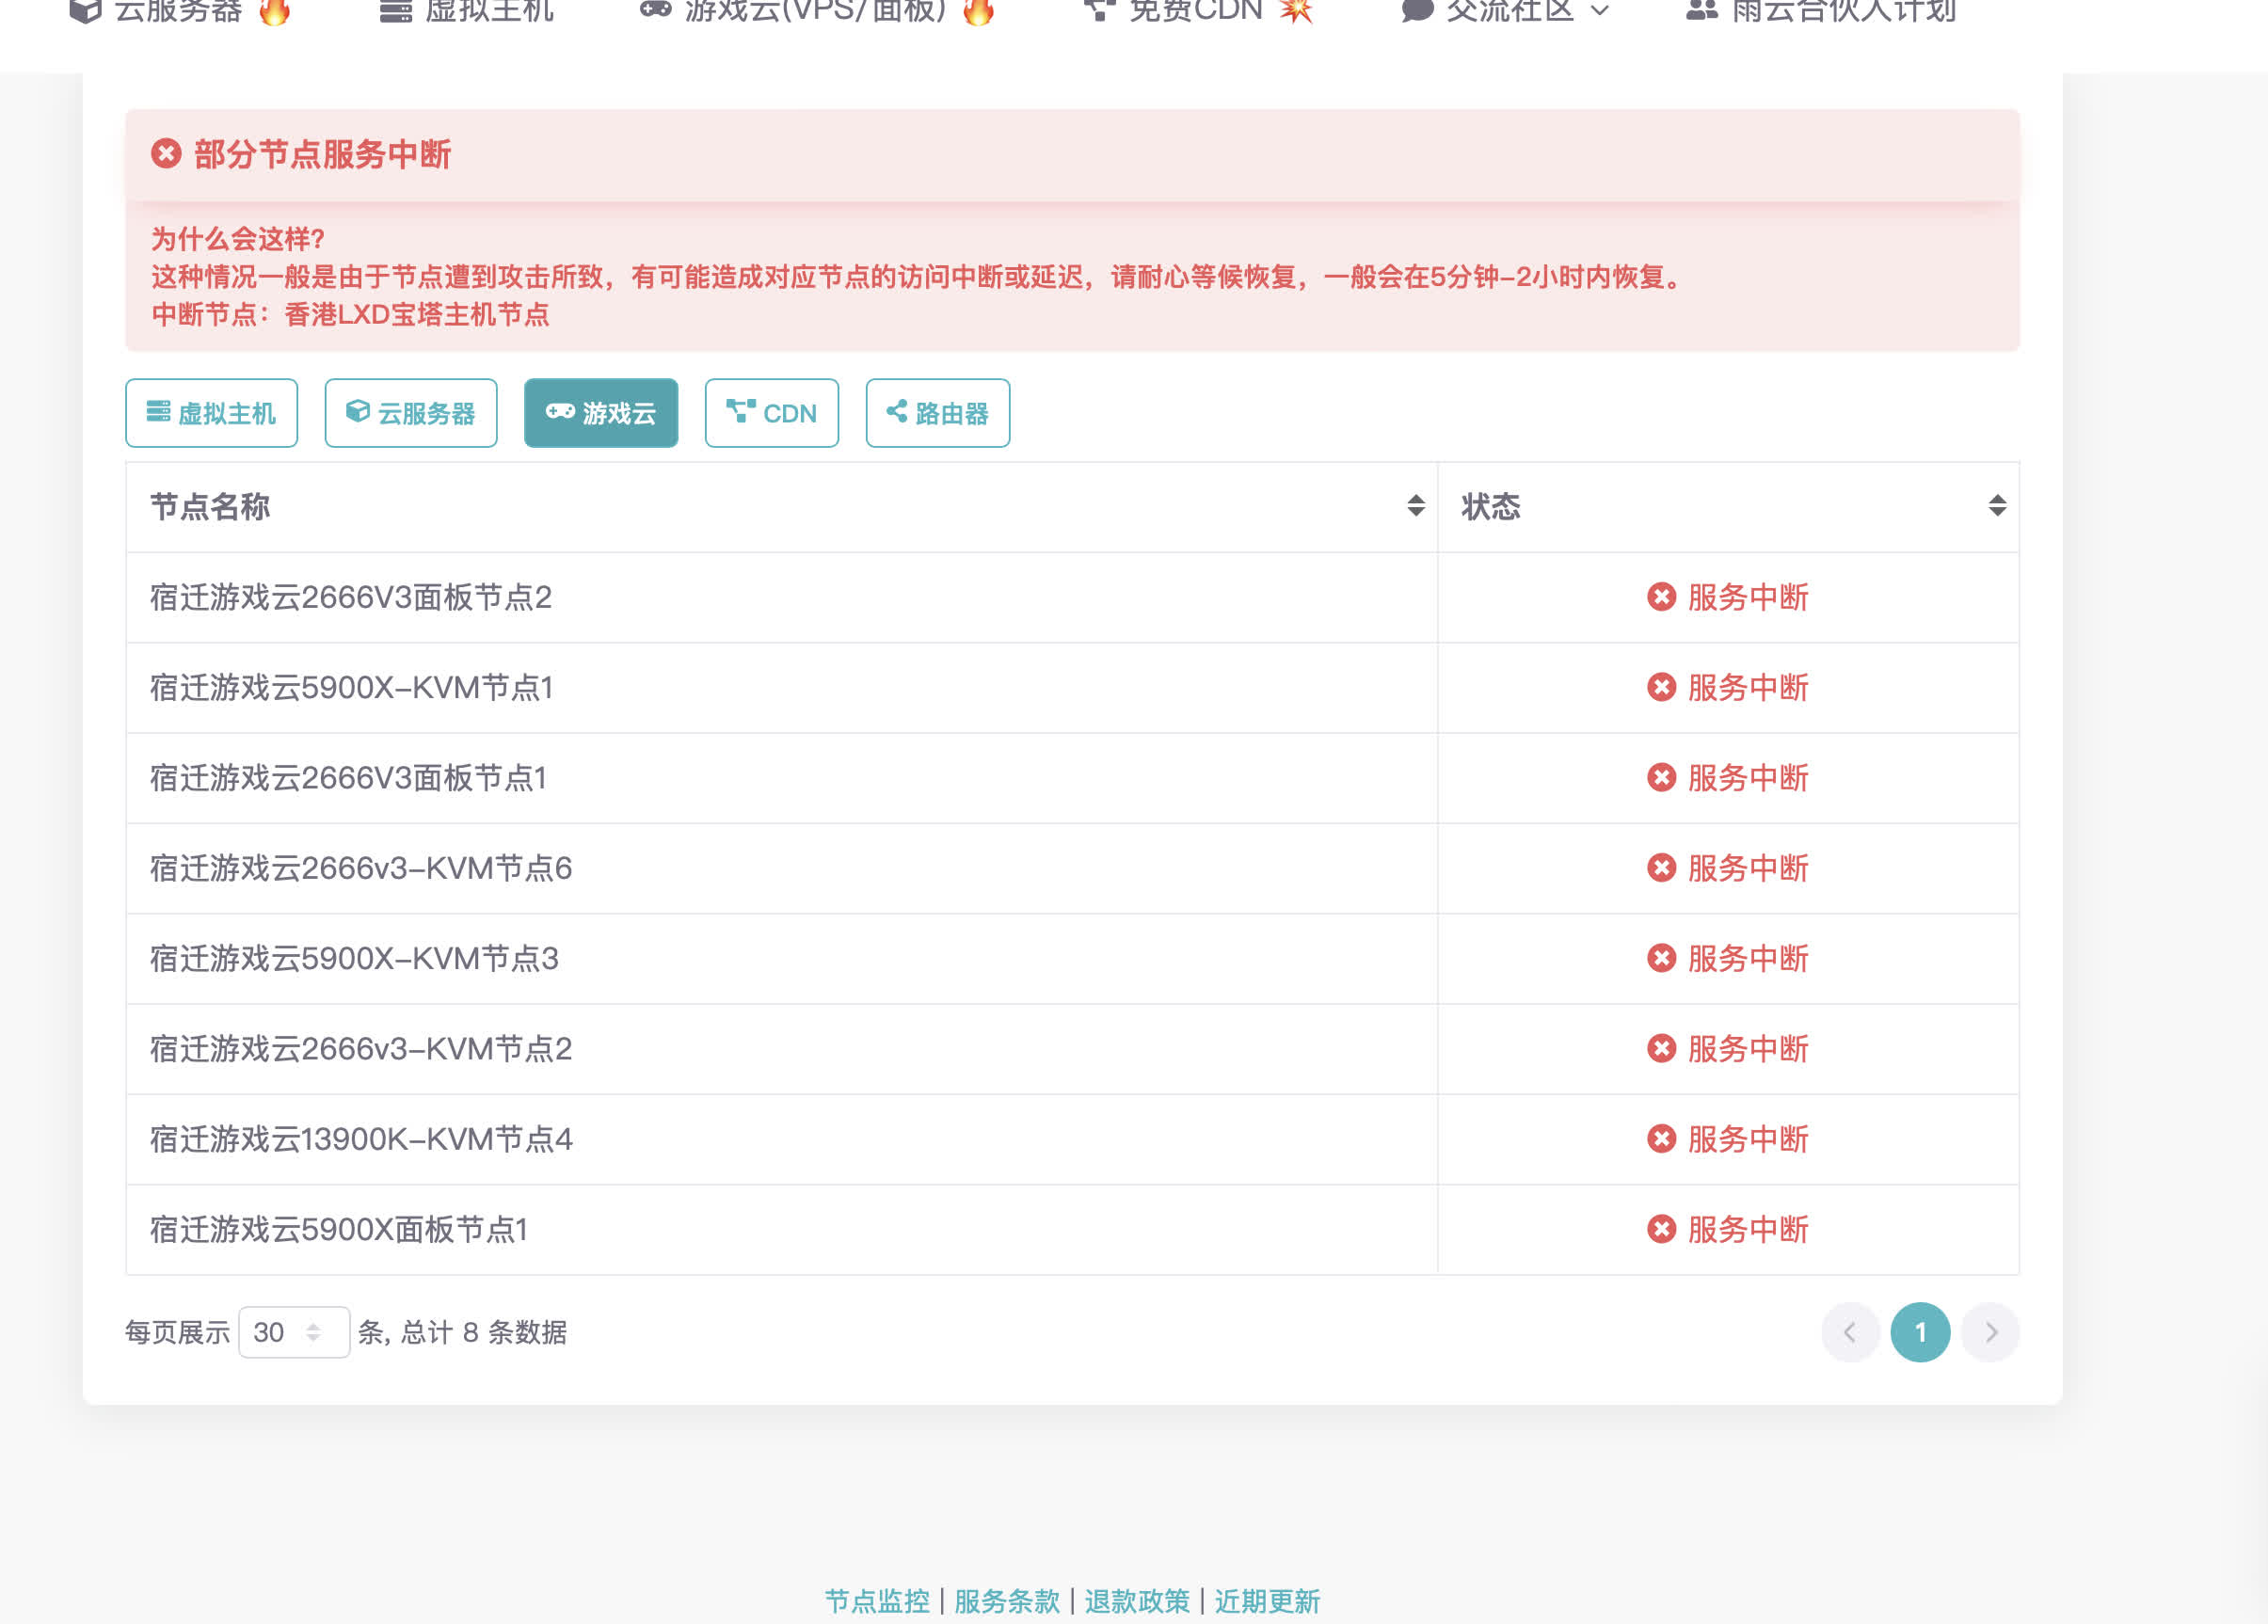 云服务器 虚拟主机 游戏云(VPS/面板) 免费CDN 交流社区 雨云合伙人计划
部分节点服务中断
为什么会这样?
这种情况一般是由于节点遭到攻击所致，有可能造成对应节点的访问中断或延迟，请耐心等候恢复，一般会在5分钟-2小时内恢复。
中断节点：香港LXD宝塔主机节点
虚拟主机 云服务器 游戏云 CDN 路由器
节点名称 状态
宿迁游戏云2666V3面板节点2 服务中断
宿迁游戏云5900X-KVM节点1 服务中断
宿迁游戏云2666V3面板节点1 服务中断
宿迁游戏云2666v3-KVM节点6 服务中断
宿迁游戏云5900X-KVM节点3 服务中断
宿迁游戏云2666v3-KVM节点2 服务中断
宿迁游戏云13900K-KVM节点4 服务中断
宿迁游戏云5900X面板节点1 服务中断
每页展示 30 条, 总计 8 条数据 1
节点监控 | 服务条款 | 退款政策 | 近期更新